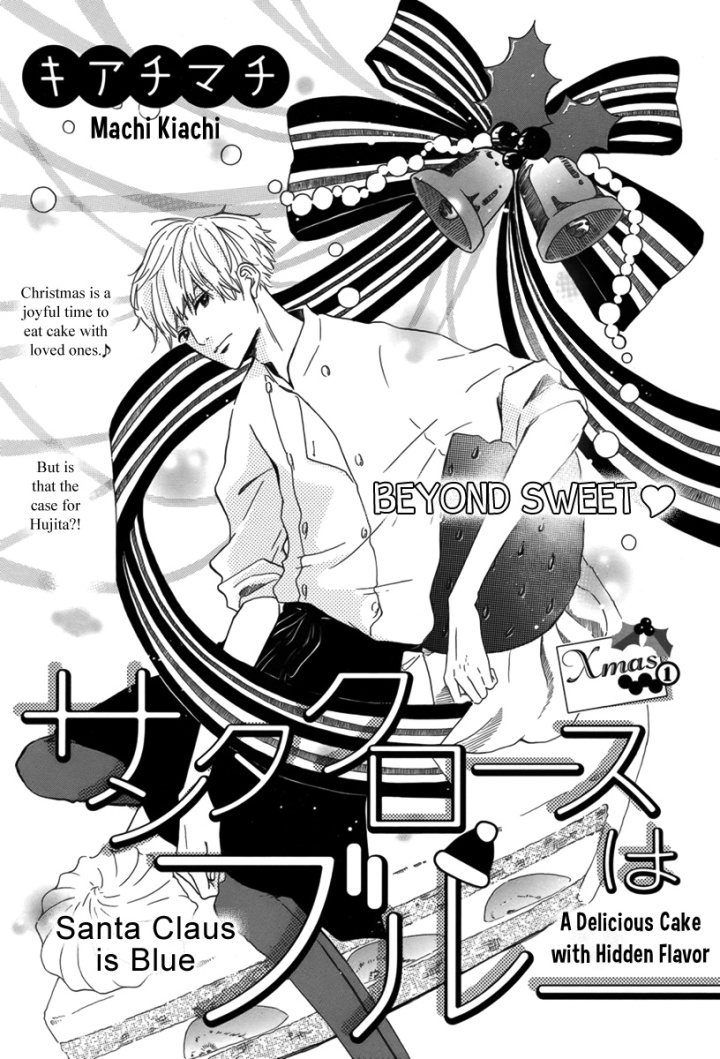 キアチマチ
Machi Kiachi
Christmas is a
joyful time to
eat cake with
loved ones.♪
But is
that the
case for
Hujita?!
BEYOND SWEET♡
Xmas 1
サンタクロースは
ブルー
Santa Claus
is Blue
A Delicious Cake
with Hidden Flavor